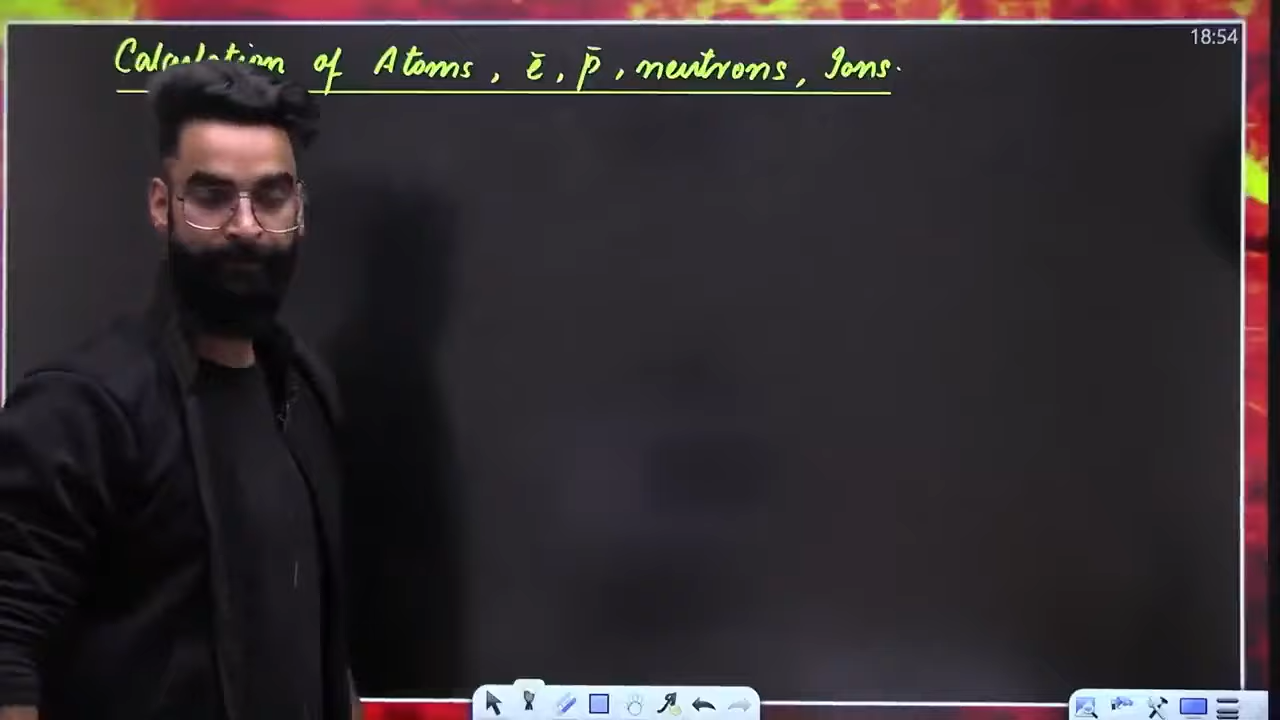 Calculation of Atoms, ē, p̄, neutrons, Ions.
18:54